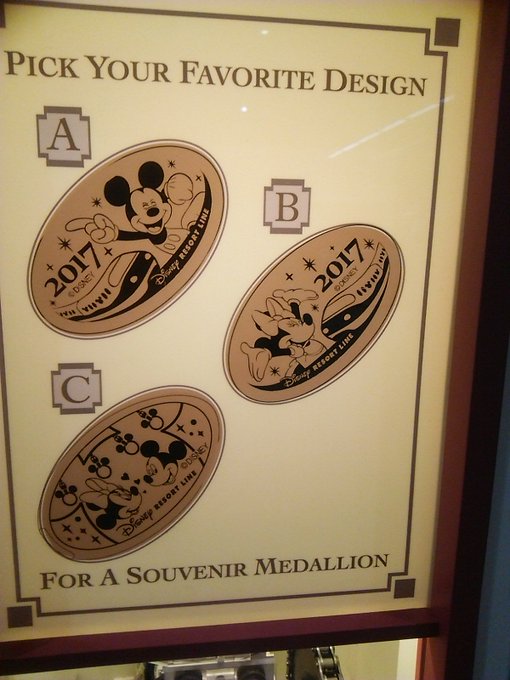 PICK YOUR FAVORITE DESIGN
A
2017
©DISNEY
Disney RESORT LINE
B
2017
©DISNEY
Disney RESORT LINE
C
©DISNEY
Disney RESORT LINE
FOR A SOUVENIR MEDALLION